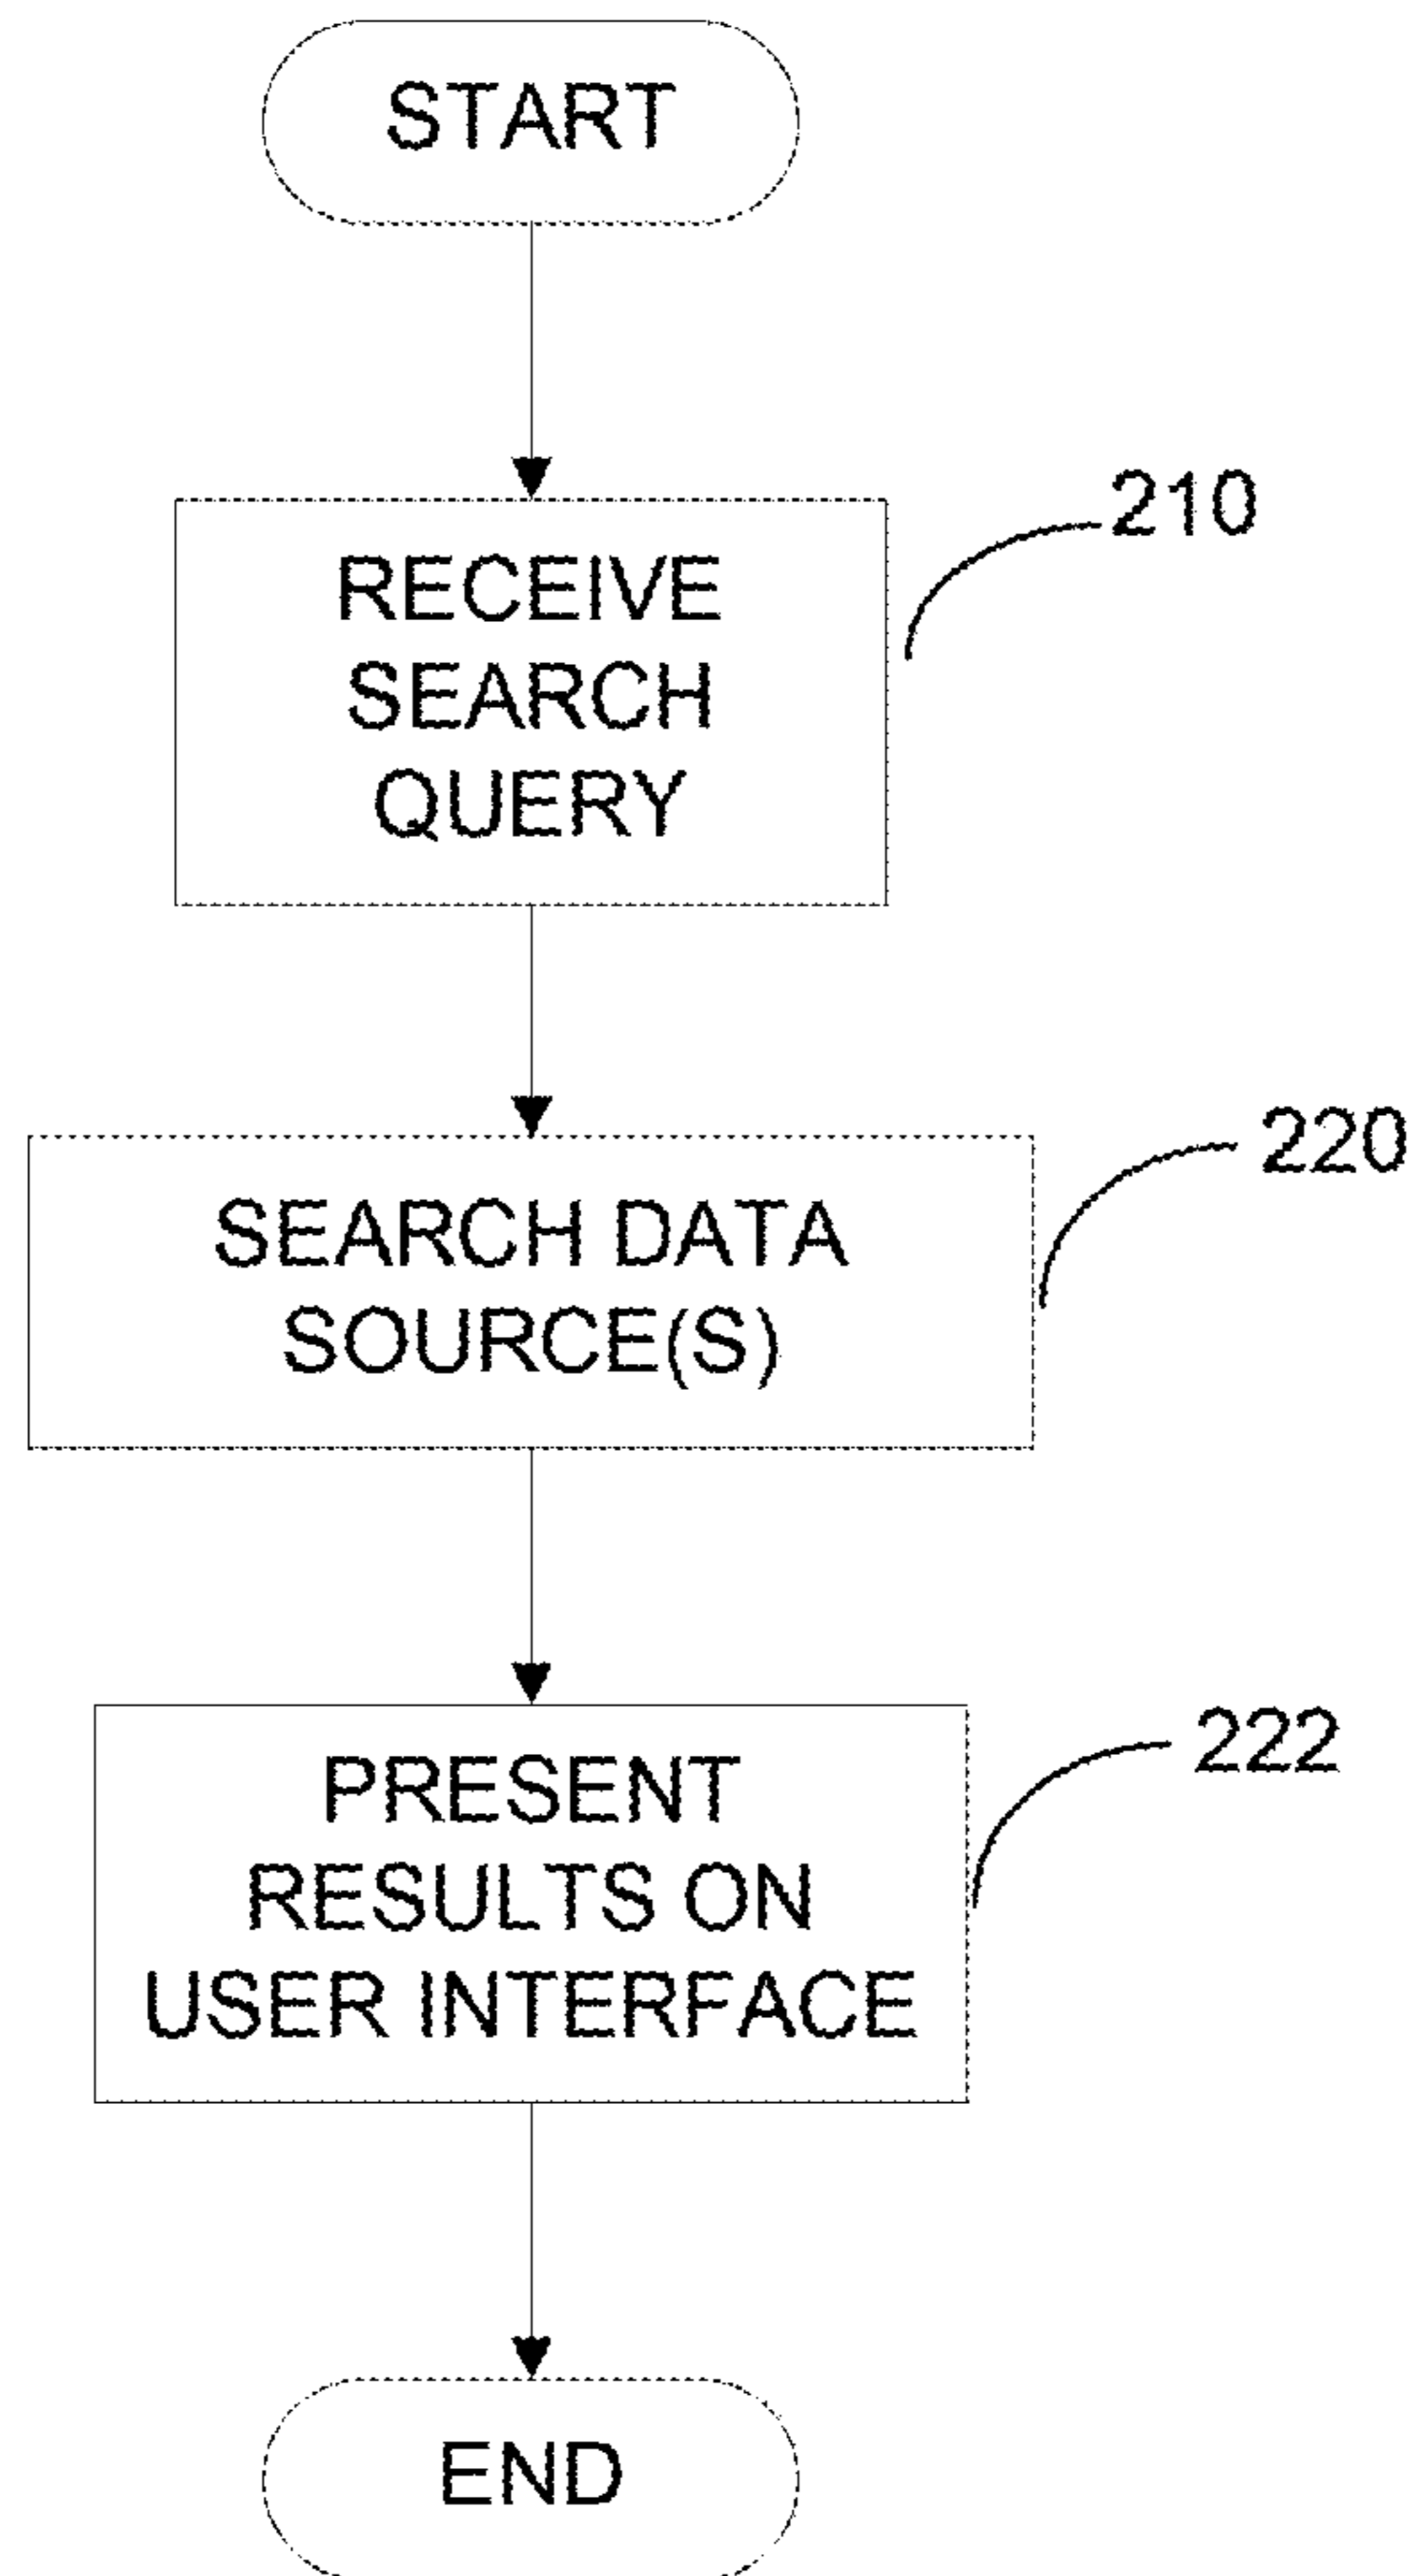 START
210
RECEIVE
SEARCH
QUERY
220
SEARCH DATA
SOURCE(S)
222
PRESENT
RESULTS ON
USER INTERFACE
END